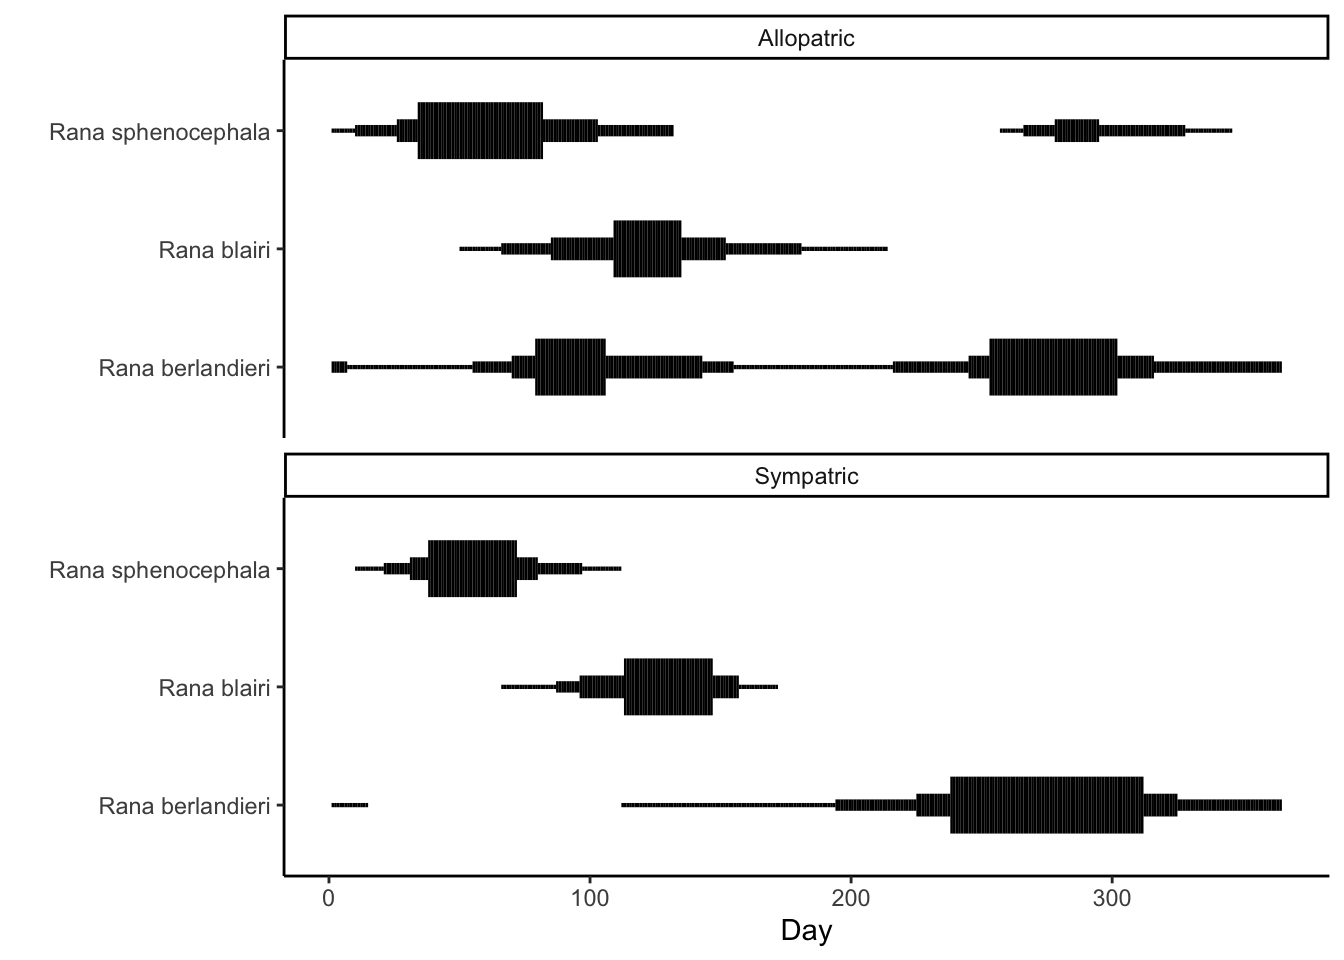 Allopatric
Rana sphenocephala
Rana blairi
Rana berlandieri
Sympatric
Rana sphenocephala
Rana blairi
Rana berlandieri
0 100 200 300
Day